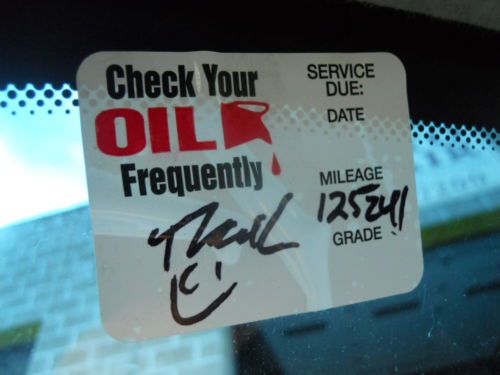 Check Your
OIL
Frequently
SERVICE
DUE:
DATE
MILEAGE
125241
GRADE